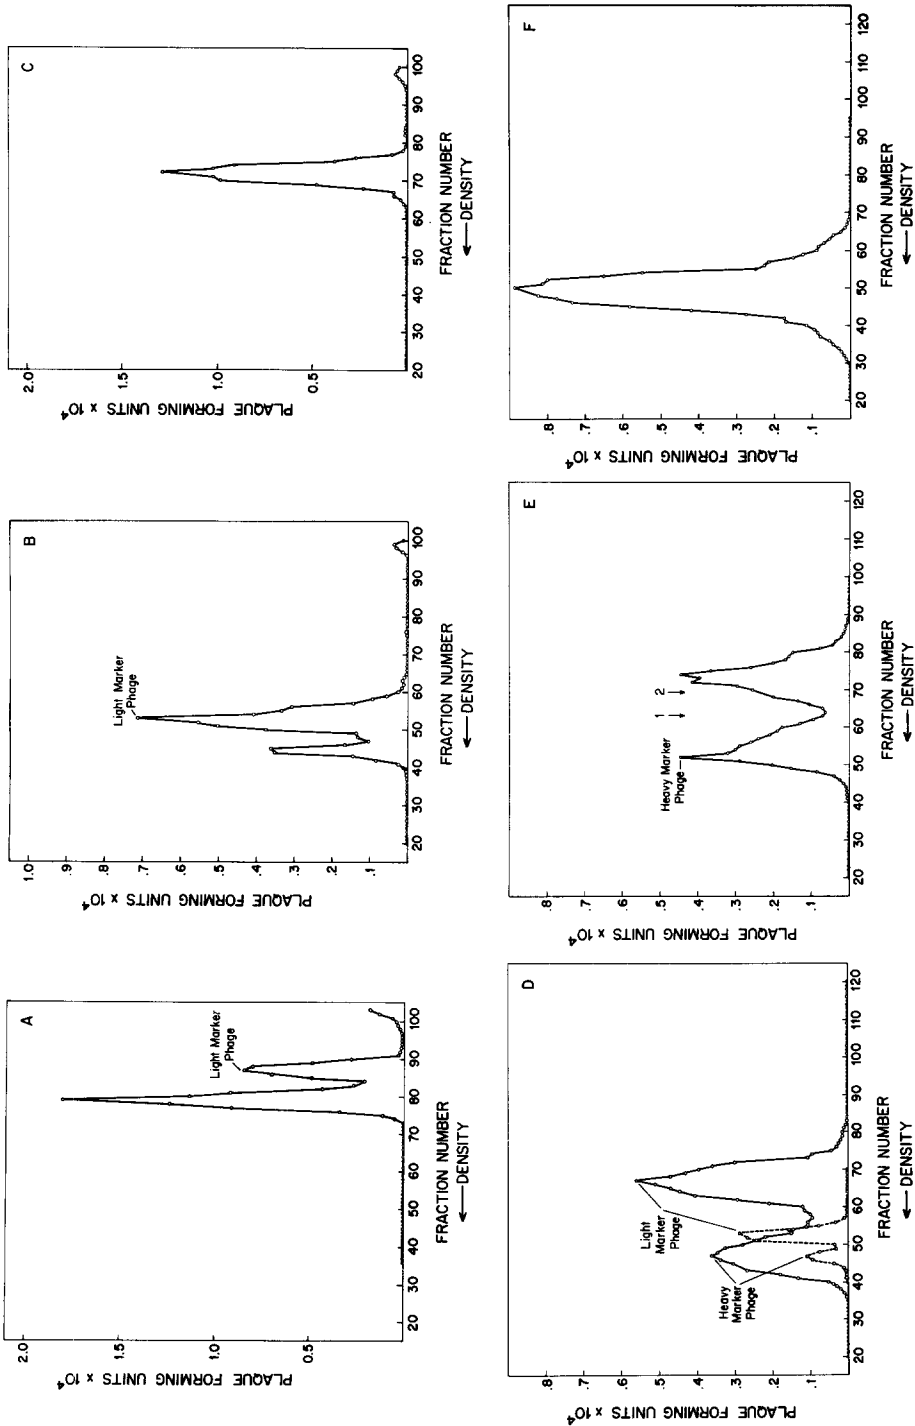 A
PLAQUE FORMING UNITS x 10⁴
2.0
1.5
1.0
0.5
20 30 40 50 60 70 80 90 100
Light Marker
Phage
FRACTION NUMBER
← DENSITY
B
PLAQUE FORMING UNITS x 10⁴
1.0
.9
.8
.7
.6
.5
.4
.3
.2
.1
20 30 40 50 60 70 80 90 100
Light Marker
Phage
FRACTION NUMBER
← DENSITY
C
PLAQUE FORMING UNITS x 10⁴
2.0
1.5
1.0
0.5
20 30 40 50 60 70 80 90 100
FRACTION NUMBER
← DENSITY
D
PLAQUE FORMING UNITS x 10⁴
.8
.7
.6
.5
.4
.3
.2
.1
20 30 40 50 60 70 80 90 100 110 120
Heavy
Marker
Phage
Light
Marker
Phage
FRACTION NUMBER
← DENSITY
E
PLAQUE FORMING UNITS x 10⁴
.8
.7
.6
.5
.4
.3
.2
.1
20 30 40 50 60 70 80 90 100 110 120
Heavy Marker
Phage
1 2
FRACTION NUMBER
← DENSITY
F
PLAQUE FORMING UNITS x 10⁴
.8
.7
.6
.5
.4
.3
.2
.1
20 30 40 50 60 70 80 90 100 110 120
FRACTION NUMBER
← DENSITY